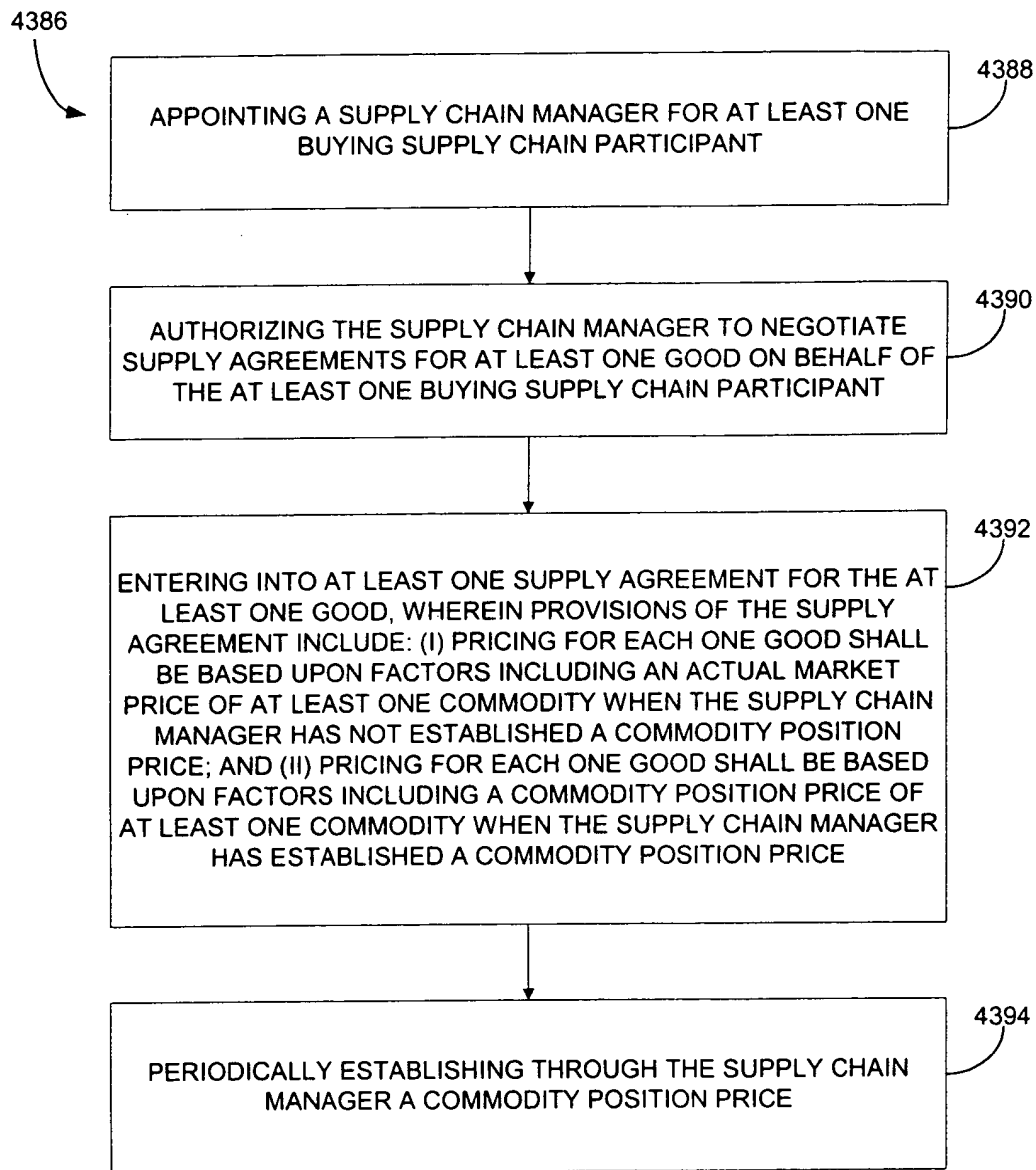 4386
4388
APPOINTING A SUPPLY CHAIN MANAGER FOR AT LEAST ONE
BUYING SUPPLY CHAIN PARTICIPANT
4390
AUTHORIZING THE SUPPLY CHAIN MANAGER TO NEGOTIATE
SUPPLY AGREEMENTS FOR AT LEAST ONE GOOD ON BEHALF OF
THE AT LEAST ONE BUYING SUPPLY CHAIN PARTICIPANT
4392
ENTERING INTO AT LEAST ONE SUPPLY AGREEMENT FOR THE AT
LEAST ONE GOOD, WHEREIN PROVISIONS OF THE SUPPLY
AGREEMENT INCLUDE: (I) PRICING FOR EACH ONE GOOD SHALL
BE BASED UPON FACTORS INCLUDING AN ACTUAL MARKET
PRICE OF AT LEAST ONE COMMODITY WHEN THE SUPPLY CHAIN
MANAGER HAS NOT ESTABLISHED A COMMODITY POSITION
PRICE; AND (II) PRICING FOR EACH ONE GOOD SHALL BE BASED
UPON FACTORS INCLUDING A COMMODITY POSITION PRICE OF
AT LEAST ONE COMMODITY WHEN THE SUPPLY CHAIN MANAGER
HAS ESTABLISHED A COMMODITY POSITION PRICE
4394
PERIODICALLY ESTABLISHING THROUGH THE SUPPLY CHAIN
MANAGER A COMMODITY POSITION PRICE